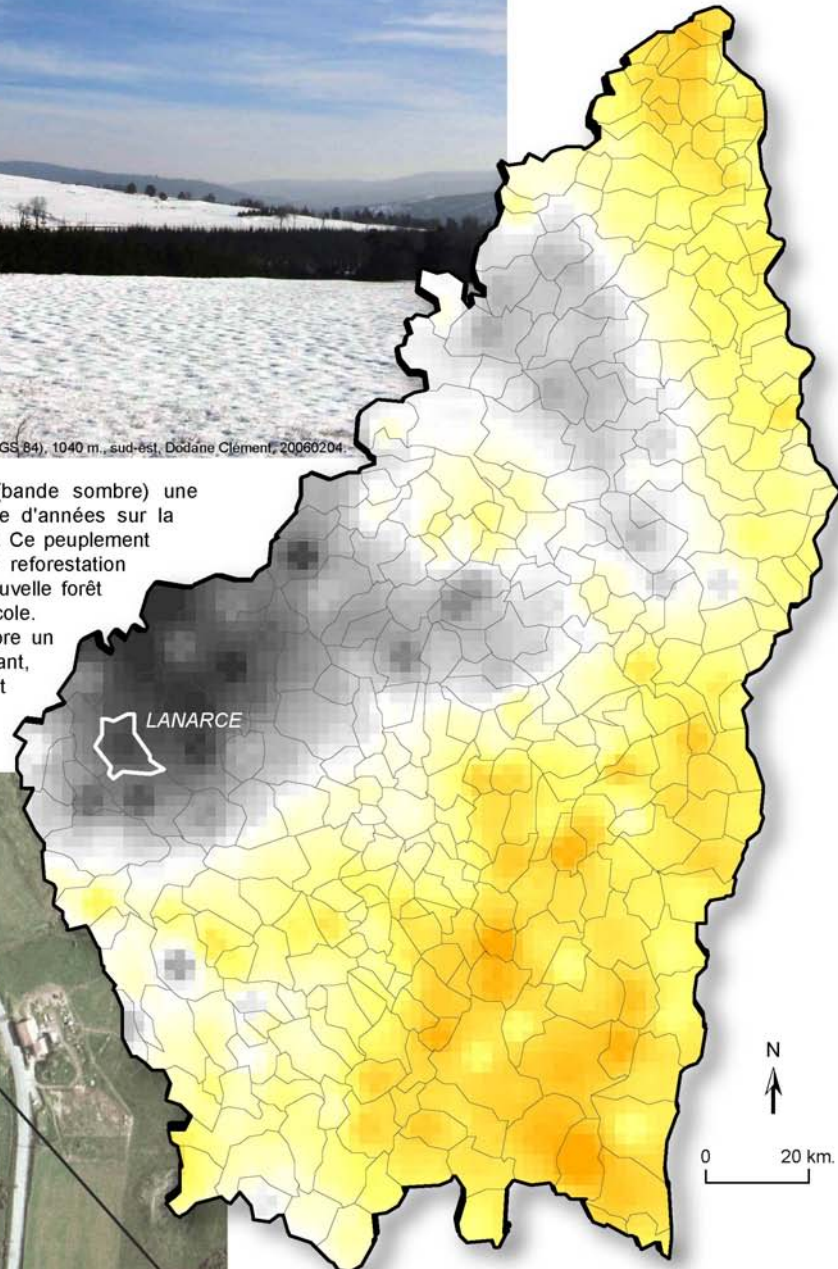 GS 84), 1040 m., sud-est, Dodane Clément, 20060204.
(bande sombre) une
e d'années sur la
. Ce peuplement
reforestation
uvelle forêt
cole.
re un
ant,
t
LANARCE
N
0 20 km.